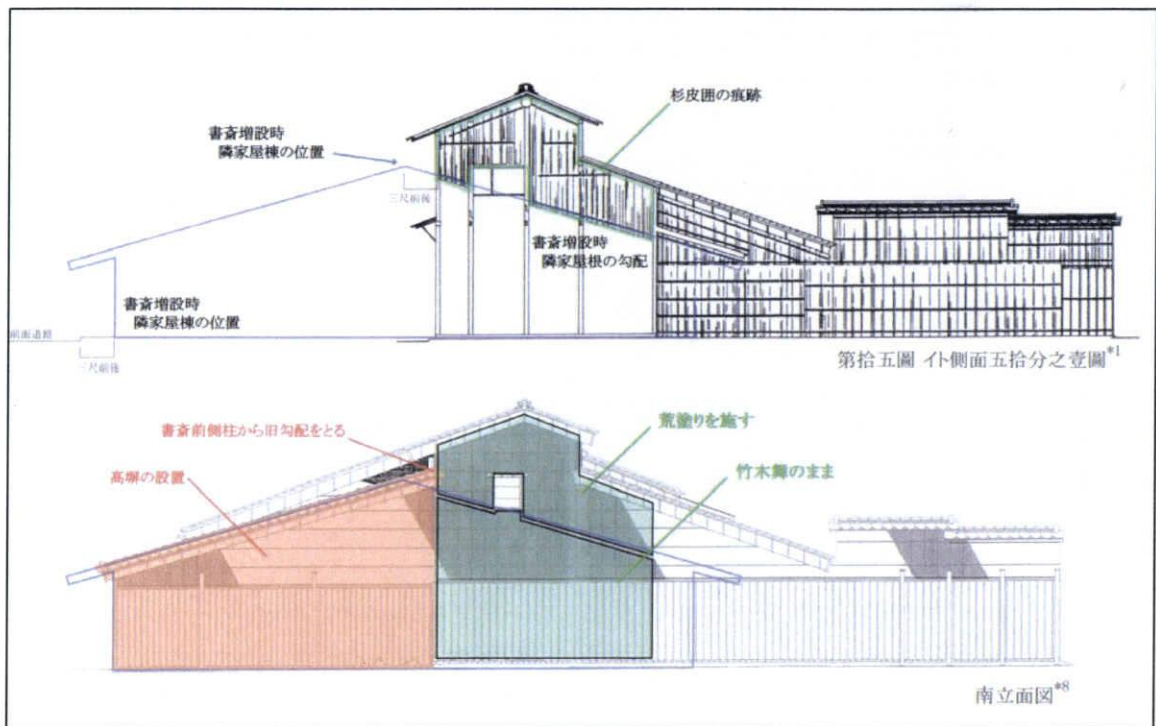 杉皮囲の痕跡
書斎増設時
隣家屋棟の位置
三尺前後
書斎増設時
隣家屋根の勾配
書斎増設時
隣家屋棟の位置
前面道路
三尺前後
第拾五圖 イト側面五拾分之壹圖*1
書斎前側柱から旧勾配をとる
荒塗りを施す
高塀の設置
竹木舞のまま
南立面図*8